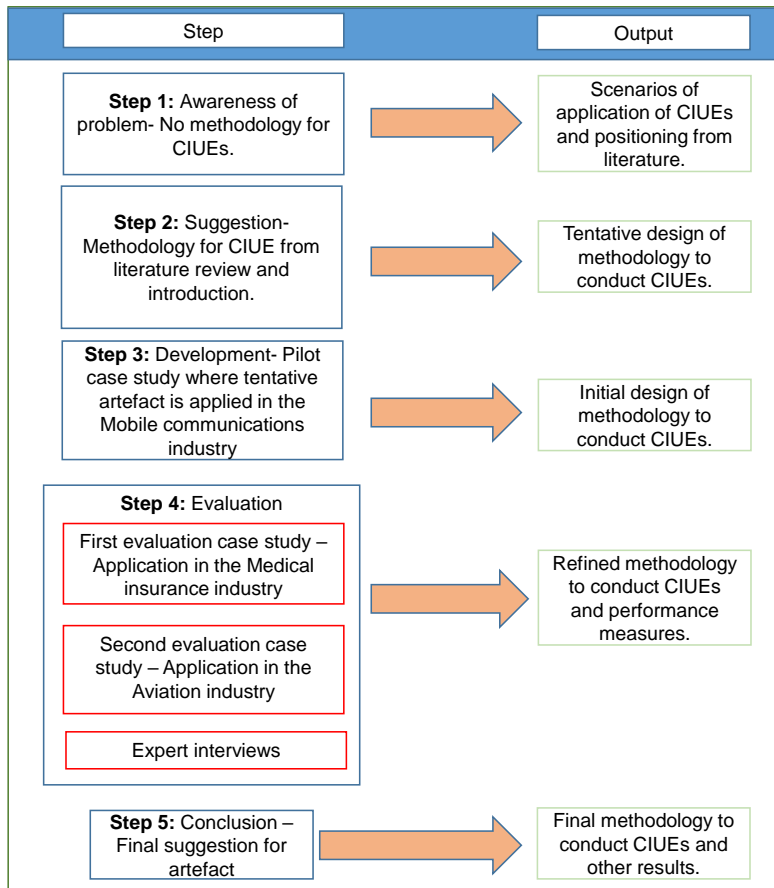 Step
Output
Step 1: Awareness of
problem- No methodology for
CIUEs.
Scenarios of
application of CIUEs
and positioning from
literature.
Step 2: Suggestion-
Methodology for CIUE from
literature review and
introduction.
Tentative design of
methodology to
conduct CIUEs.
Step 3: Development- Pilot
case study where tentative
artefact is applied in the
Mobile communications
industry
Initial design of
methodology to
conduct CIUEs.
Step 4: Evaluation
First evaluation case study –
Application in the Medical
insurance industry
Second evaluation case
study – Application in the
Aviation industry
Expert interviews
Refined methodology
to conduct CIUEs
and performance
measures.
Step 5: Conclusion –
Final suggestion for
artefact
Final methodology to
conduct CIUEs and
other results.